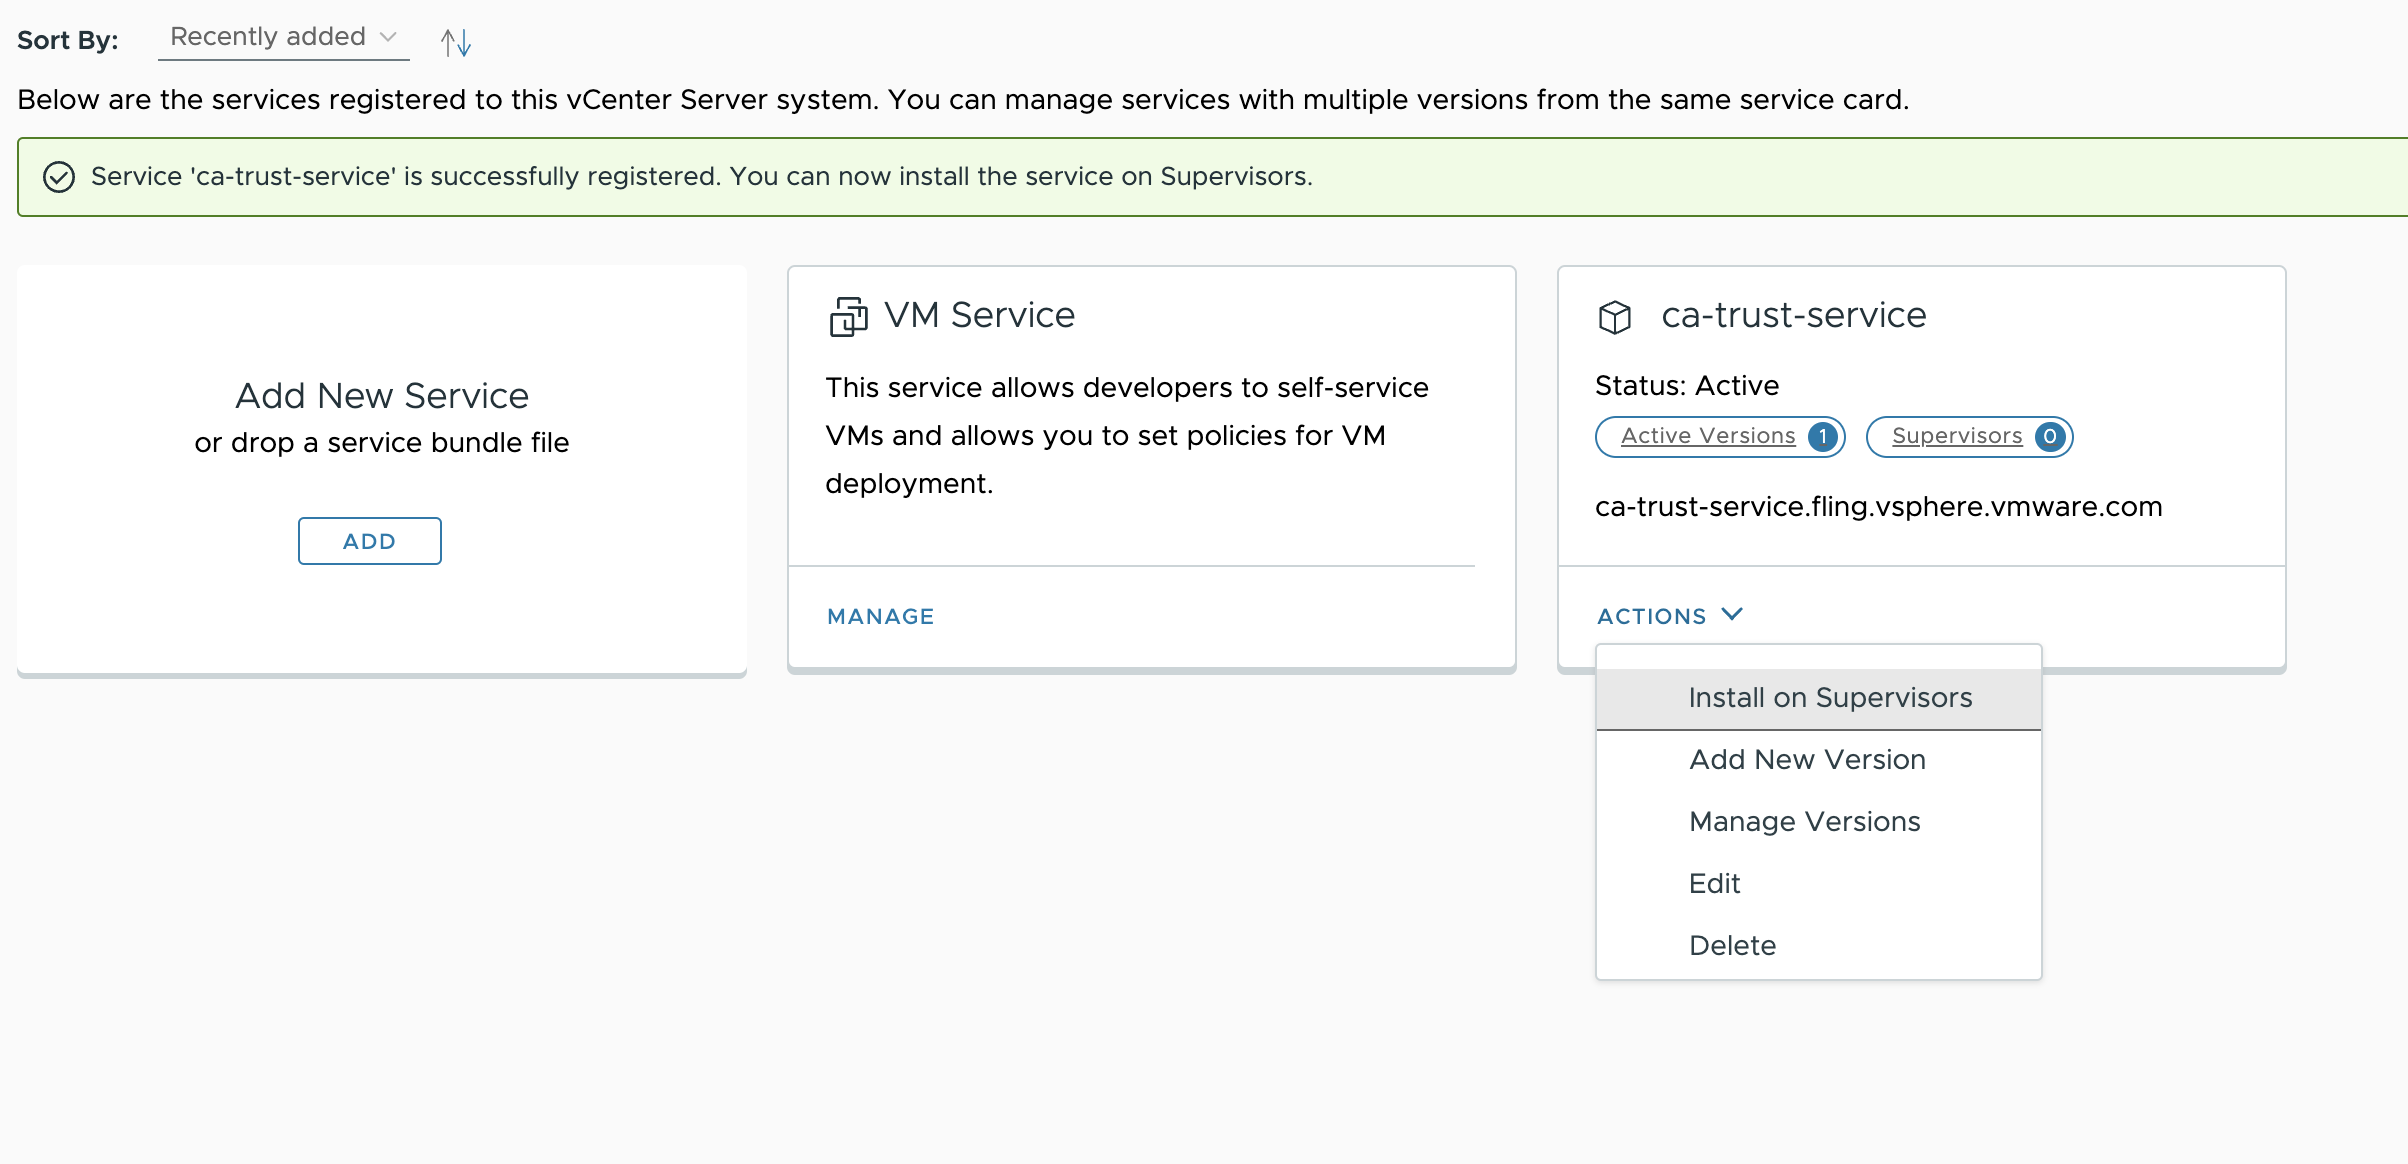 Sort By: Recently added
Below are the services registered to this vCenter Server system. You can manage services with multiple versions from the same service card.
Service 'ca-trust-service' is successfully registered. You can now install the service on Supervisors.
Add New Service
or drop a service bundle file
ADD
VM Service
This service allows developers to self-service
VMs and allows you to set policies for VM
deployment.
MANAGE
ca-trust-service
Status: Active
Active Versions 1 Supervisors 0
ca-trust-service.fling.vsphere.vmware.com
ACTIONS
Install on Supervisors
Add New Version
Manage Versions
Edit
Delete